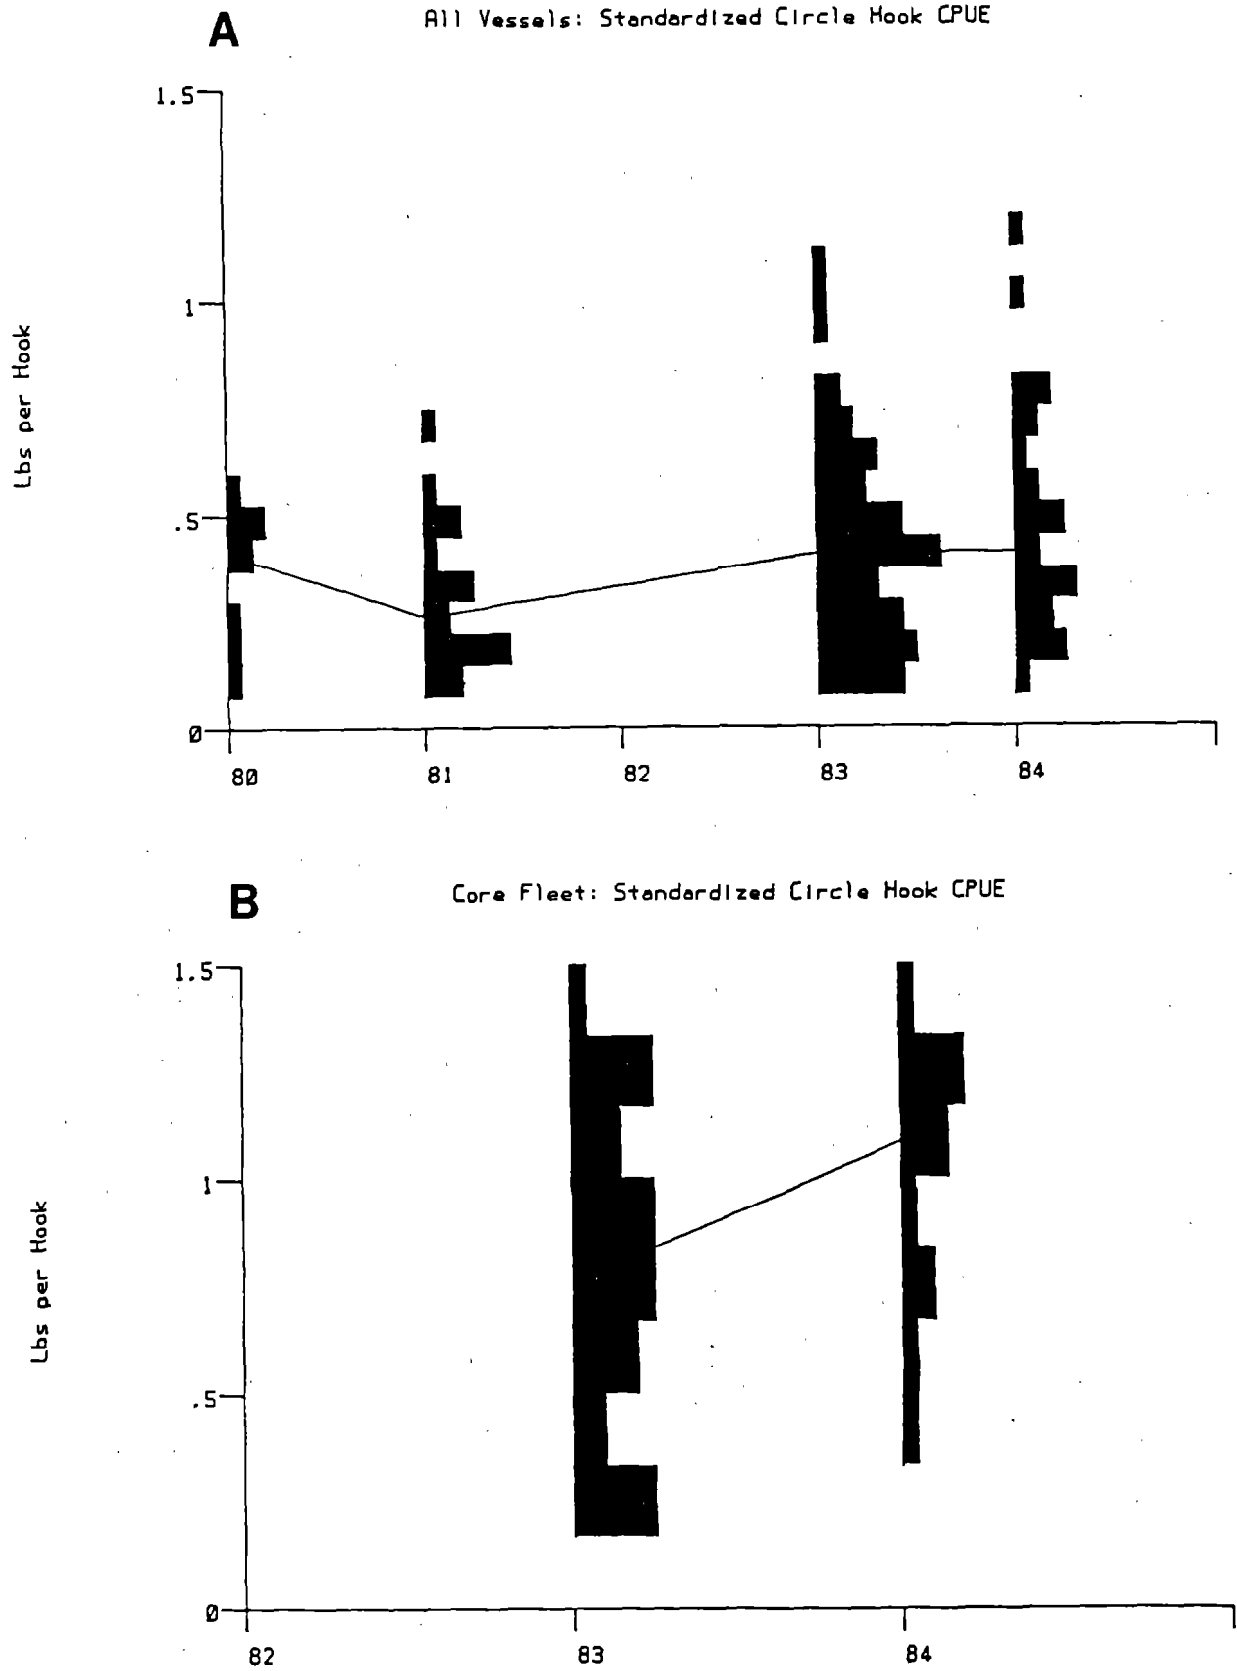 A
All Vessels: Standardized Circle Hook CPUE
1.5
1
.5
0
Lbs per Hook
80 81 82 83 84
B
Core Fleet: Standardized Circle Hook CPUE
1.5
1
.5
0
Lbs per Hook
82 83 84